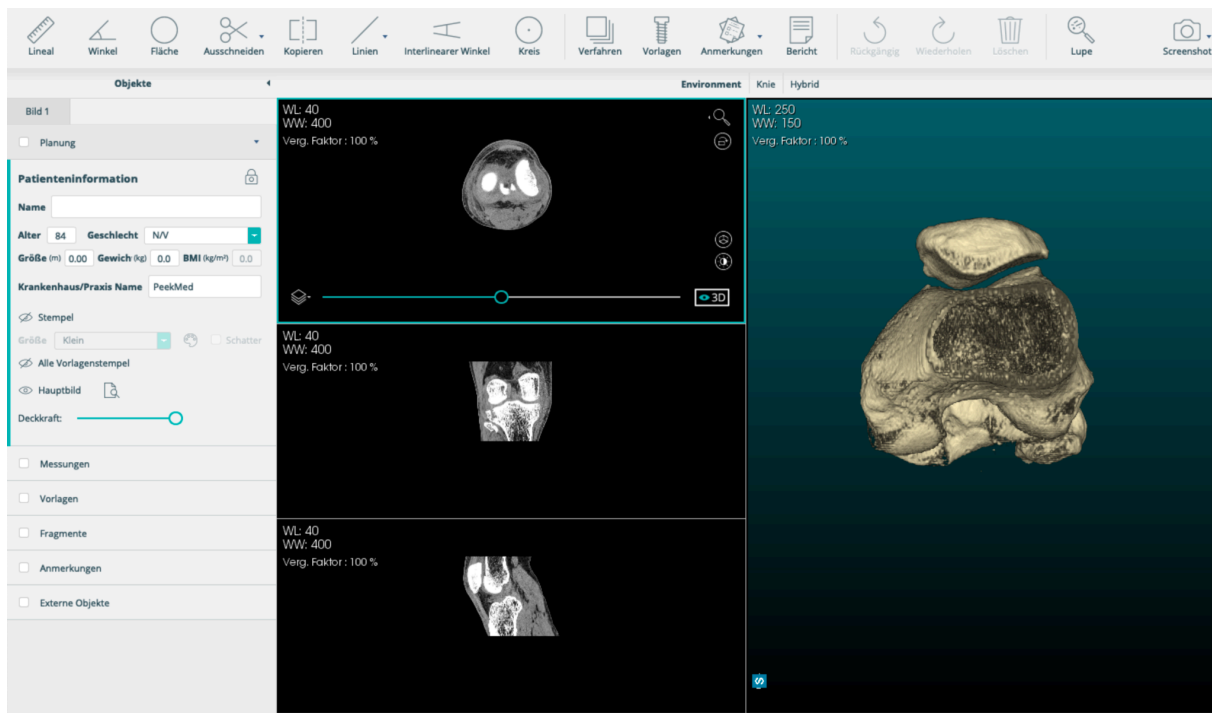 Lineal Winkel Fläche Ausschneiden Kopieren Linien Interlinearer Winkel Kreis Verfahren Vorlagen Anmerkungen Bericht Rückgängig Wiederholen Löschen Lupe Screenshot
Objekte
Environment Knie Hybrid
Bild 1
Planung
Patienteninformation
Name
Alter 84 Geschlecht N/V
Größe (m) 0.00 Gewich (kg) 0.0 BMI (kg/m²) 0.0
Krankenhaus/Praxis Name PeekMed
Stempel
Größe Klein Schatter
Alle Vorlagenstempel
Hauptbild
Deckkraft:
Messungen
Vorlagen
Fragmente
Anmerkungen
Externe Objekte
WL: 40
WW: 400
Verg. Faktor : 100 %
3D
WL: 40
WW: 400
Verg. Faktor : 100 %
WL: 40
WW: 400
Verg. Faktor : 100 %
WL: 250
WW: 150
Verg. Faktor : 100 %
S